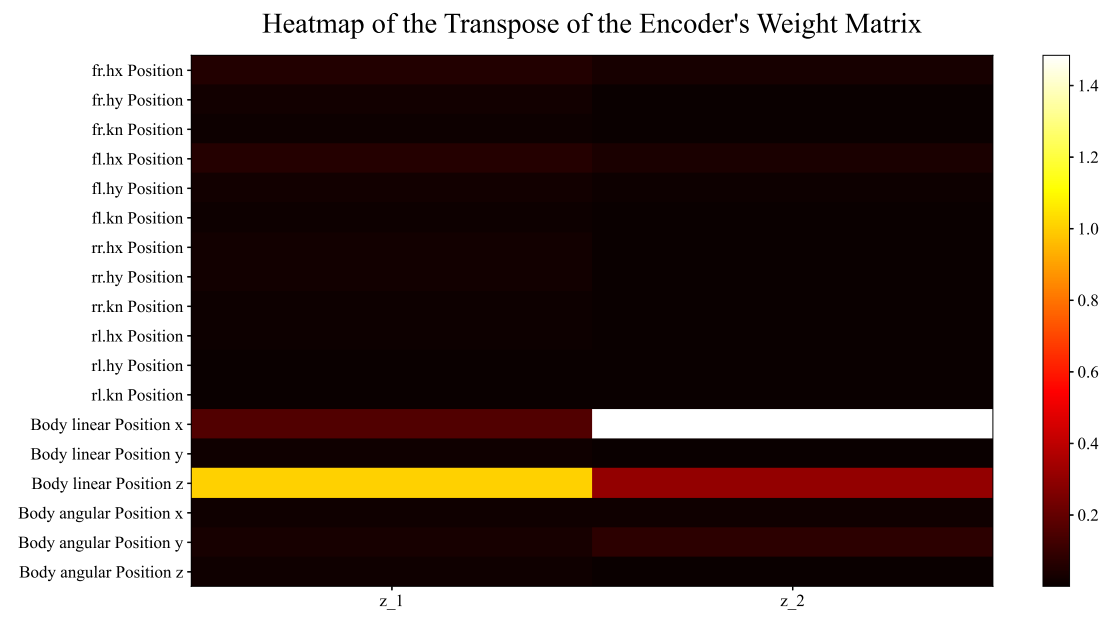 Heatmap of the Transpose of the Encoder's Weight Matrix
fr.hx Position
fr.hy Position
fr.kn Position
fl.hx Position
fl.hy Position
fl.kn Position
rr.hx Position
rr.hy Position
rr.kn Position
rl.hx Position
rl.hy Position
rl.kn Position
Body linear Position x
Body linear Position y
Body linear Position z
Body angular Position x
Body angular Position y
Body angular Position z
z_1
z_2
1.4
1.2
1.0
0.8
0.6
0.4
0.2